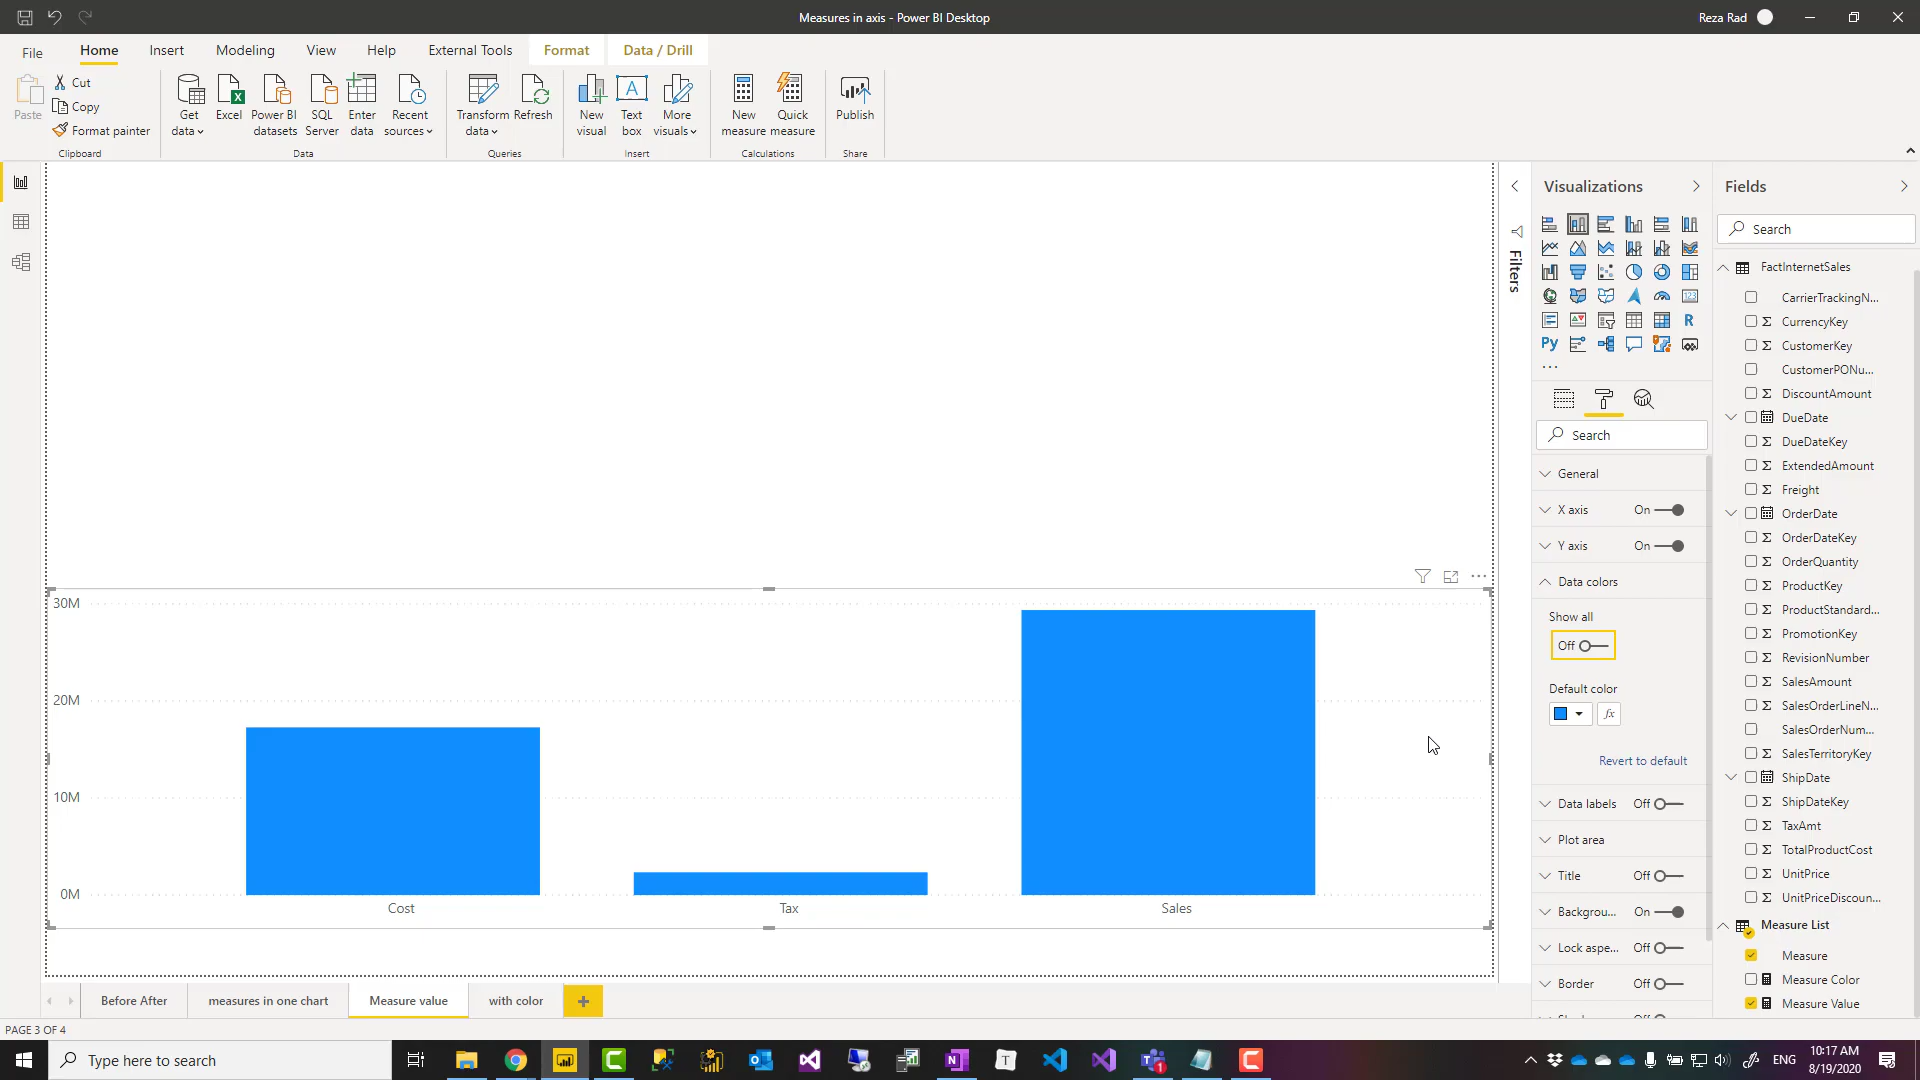 Measures in axis - Power BI Desktop
Reza Rad
File
Home
Insert
Modeling
View
Help
External Tools
Format
Data / Drill
Paste
Cut
Copy
Format painter
Clipboard
Get data
Excel
Power BI datasets
SQL Server
Enter data
Recent sources
Data
Transform data
Refresh
Queries
New visual
Text box
More visuals
Insert
New measure
Quick measure
Calculations
Publish
Share
30M
20M
10M
0M
Cost
Tax
Sales
Filters
Visualizations
R
Py
Search
General
X axis On
Y axis On
Data colors
Show all
Off
Default color
fx
Revert to default
Data labels Off
Plot area
Title Off
Backgrou... On
Lock aspe... Off
Border Off
Fields
Search
FactInternetSales
CarrierTrackingN...
CurrencyKey
CustomerKey
CustomerPONu...
DiscountAmount
DueDate
DueDateKey
ExtendedAmount
Freight
OrderDate
OrderDateKey
OrderQuantity
ProductKey
ProductStandard...
PromotionKey
RevisionNumber
SalesAmount
SalesOrderLineN...
SalesOrderNum...
SalesTerritoryKey
ShipDate
ShipDateKey
TaxAmt
TotalProductCost
UnitPrice
UnitPriceDiscoun...
Measure List
Measure
Measure Color
Measure Value
Before After
measures in one chart
Measure value
with color
PAGE 3 OF 4
Type here to search
ENG
10:17 AM
8/19/2020